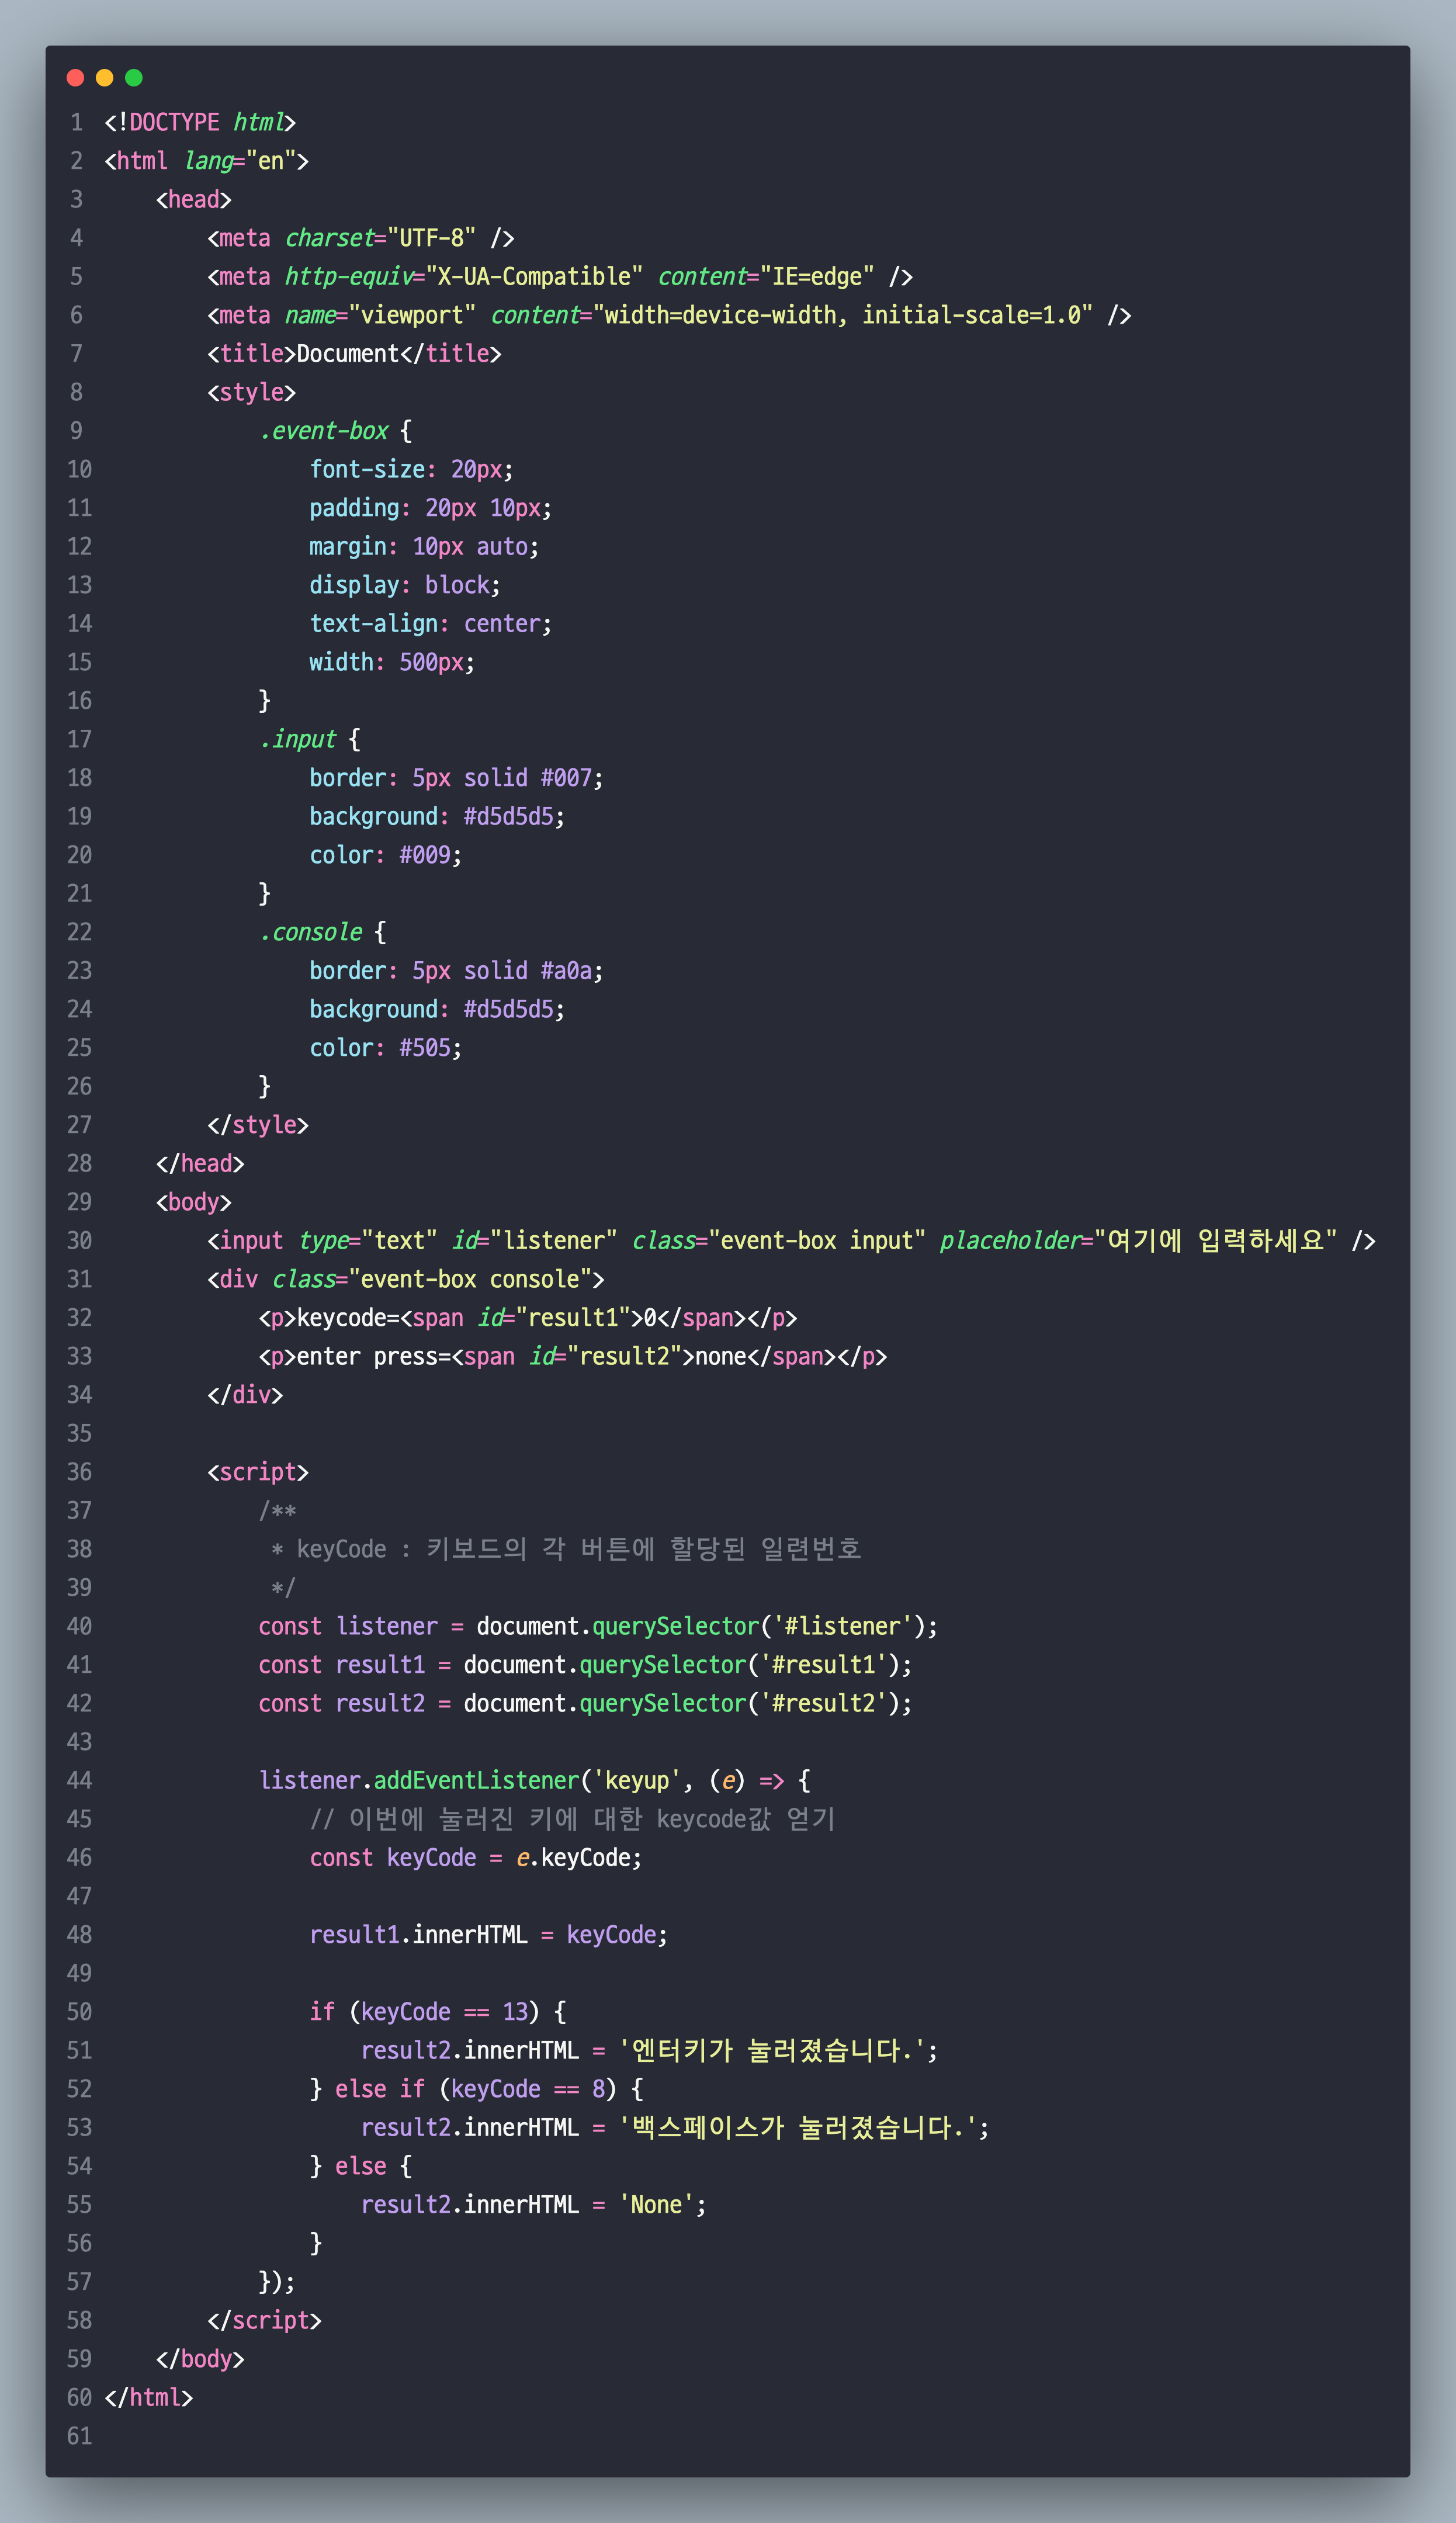 1 <!DOCTYPE html>
2 <html lang="en">
3     <head>
4         <meta charset="UTF-8" />
5         <meta http-equiv="X-UA-Compatible" content="IE=edge" />
6         <meta name="viewport" content="width=device-width, initial-scale=1.0" />
7         <title>Document</title>
8         <style>
9             .event-box {
10                 font-size: 20px;
11                 padding: 20px 10px;
12                 margin: 10px auto;
13                 display: block;
14                 text-align: center;
15                 width: 500px;
16             }
17             .input {
18                 border: 5px solid #007;
19                 background: #d5d5d5;
20                 color: #009;
21             }
22             .console {
23                 border: 5px solid #a0a;
24                 background: #d5d5d5;
25                 color: #505;
26             }
27         </style>
28     </head>
29     <body>
30         <input type="text" id="listener" class="event-box input" placeholder="여기에 입력하세요" />
31         <div class="event-box console">
32             <p>keycode=<span id="result1">0</span></p>
33             <p>enter press=<span id="result2">none</span></p>
34         </div>
35
36         <script>
37             /**
38              * keyCode : 키보드의 각 버튼에 할당된 일련번호
39              */
40             const listener = document.querySelector('#listener');
41             const result1 = document.querySelector('#result1');
42             const result2 = document.querySelector('#result2');
43
44             listener.addEventListener('keyup', (e) => {
45                 // 이번에 눌러진 키에 대한 keycode값 얻기
46                 const keyCode = e.keyCode;
47
48                 result1.innerHTML = keyCode;
49
50                 if (keyCode == 13) {
51                     result2.innerHTML = '엔터키가 눌러졌습니다.';
52                 } else if (keyCode == 8) {
53                     result2.innerHTML = '백스페이스가 눌러졌습니다.';
54                 } else {
55                     result2.innerHTML = 'None';
56                 }
57             });
58         </script>
59     </body>
60 </html>
61